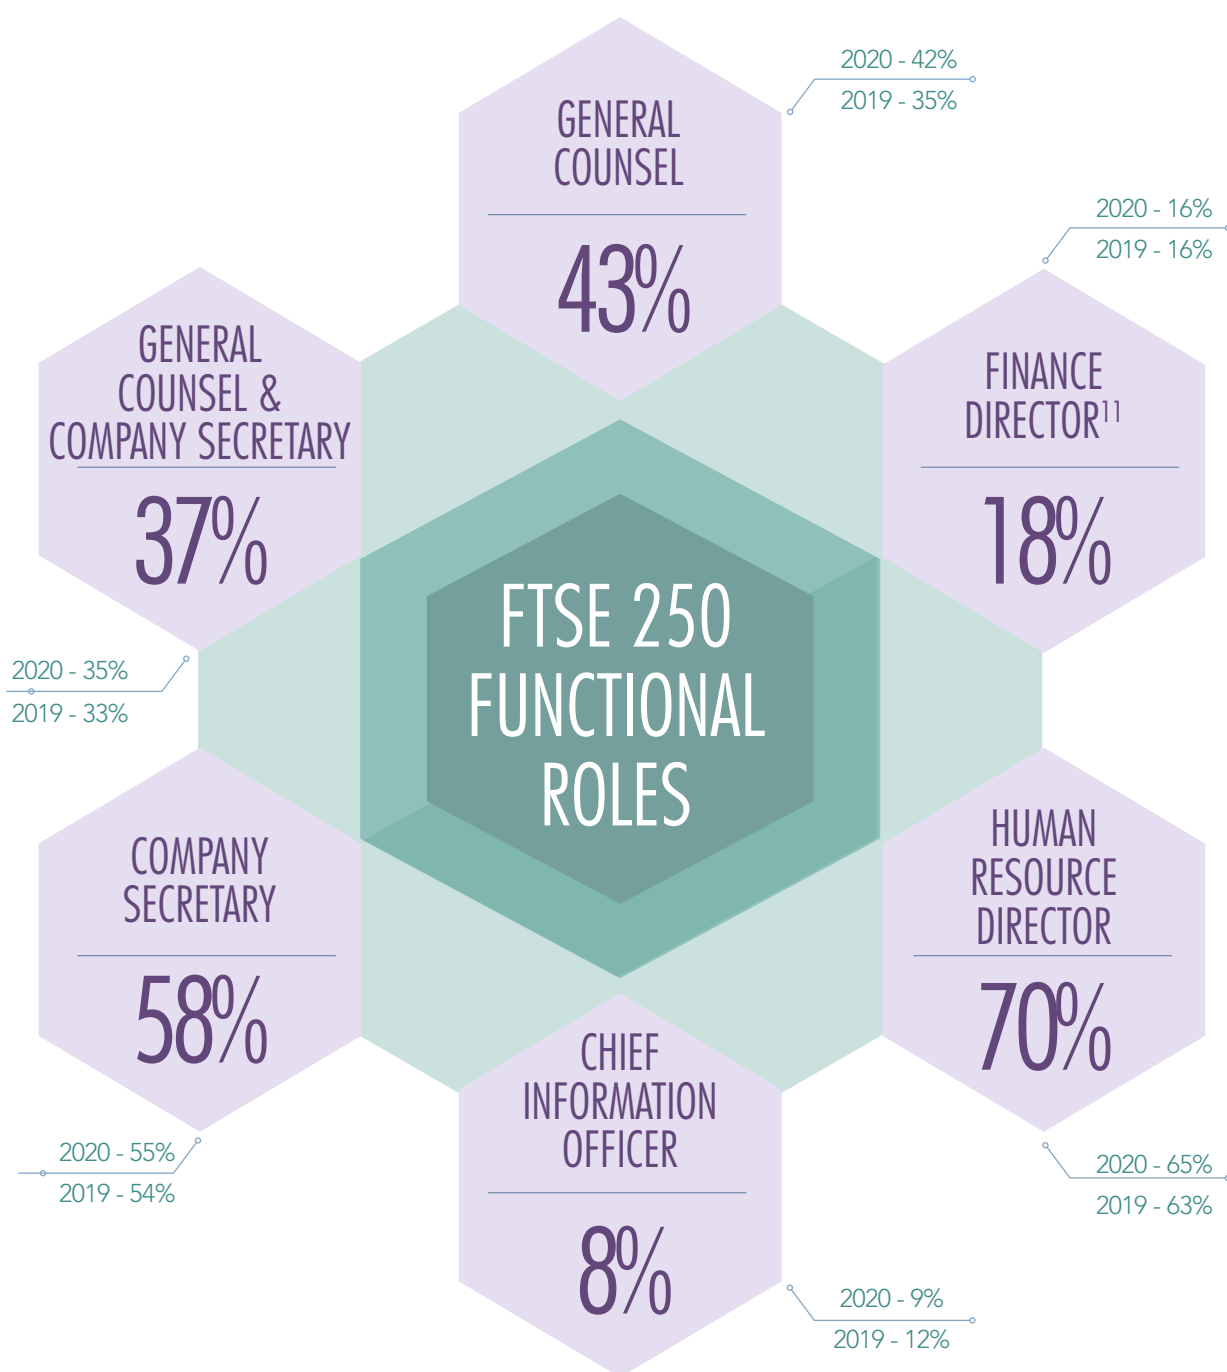 GENERAL
COUNSEL
43%
2020 - 42%
2019 - 35%
FINANCE
DIRECTOR¹¹
18%
2020 - 16%
2019 - 16%
GENERAL
COUNSEL &
COMPANY SECRETARY
37%
2020 - 35%
2019 - 33%
FTSE 250
FUNCTIONAL
ROLES
COMPANY
SECRETARY
58%
2020 - 55%
2019 - 54%
HUMAN
RESOURCE
DIRECTOR
70%
2020 - 65%
2019 - 63%
CHIEF
INFORMATION
OFFICER
8%
2020 - 9%
2019 - 12%